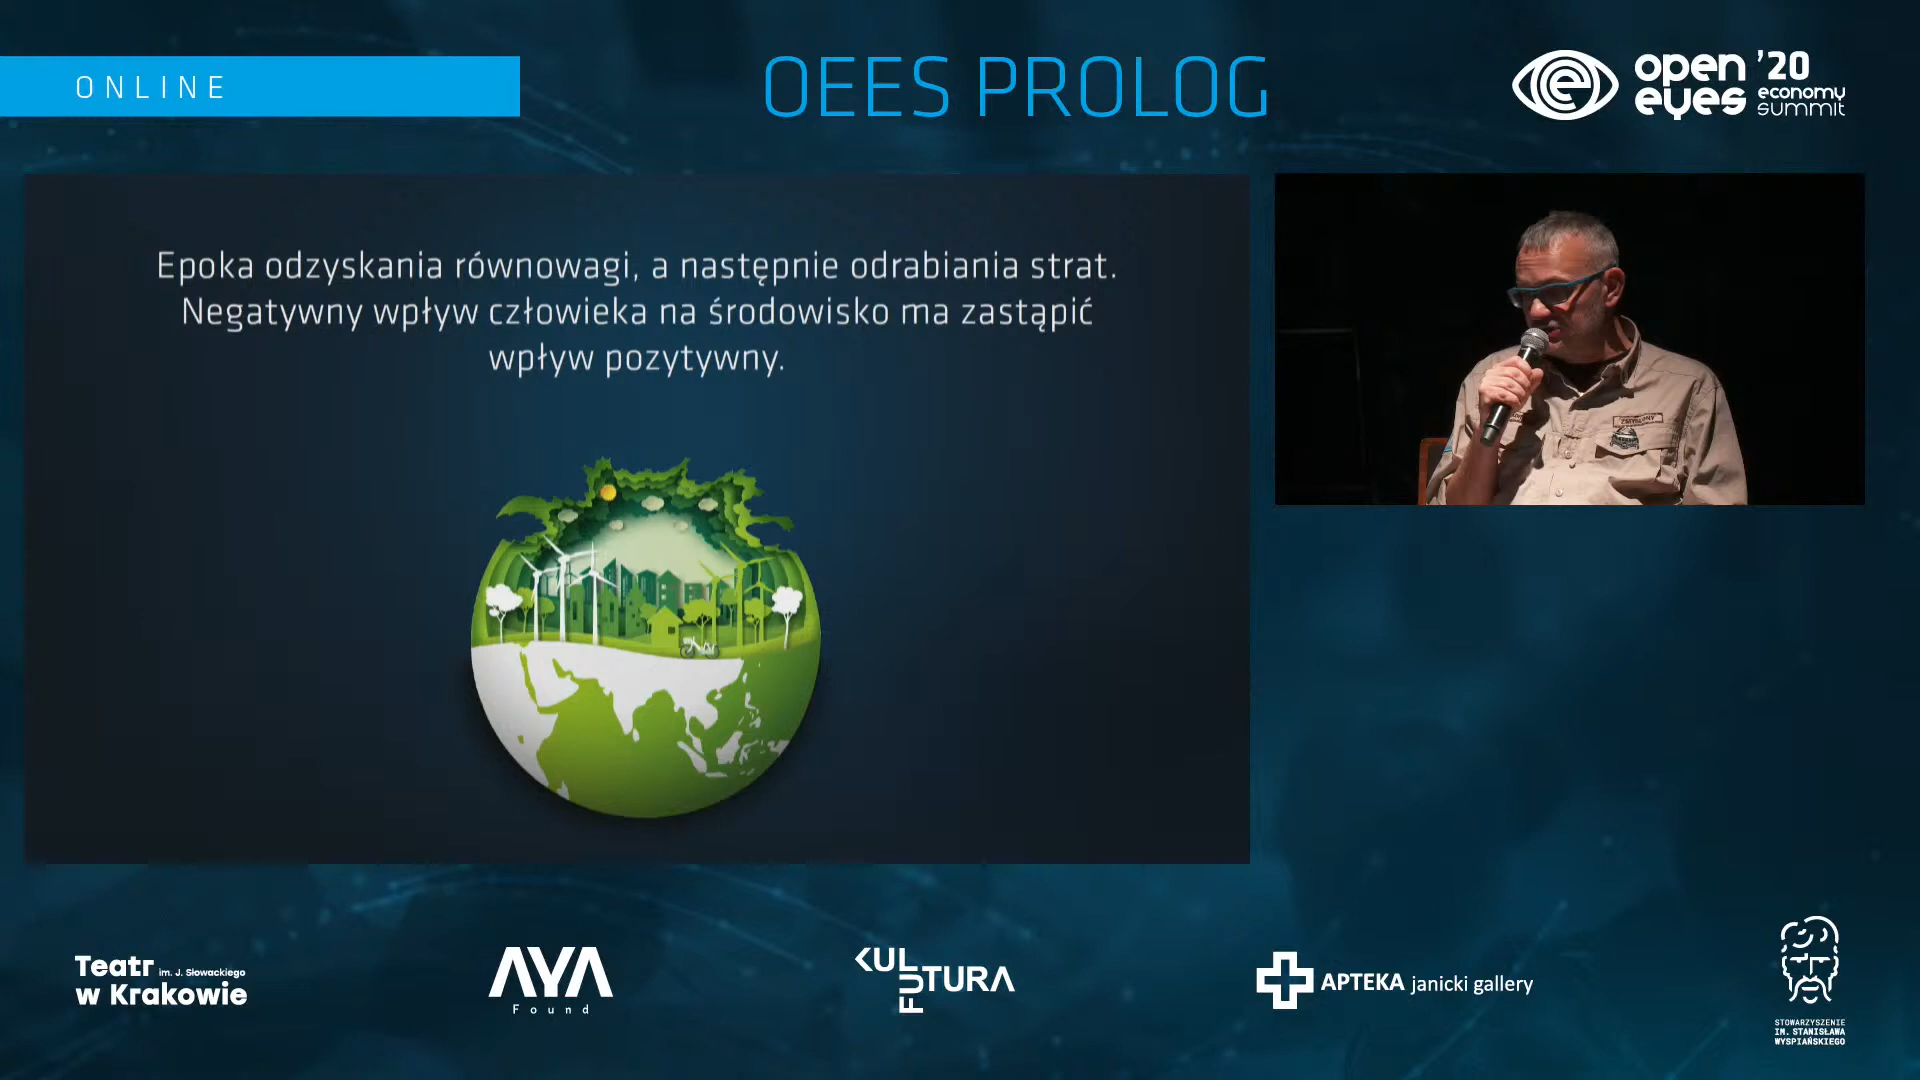 ONLINE
OEES PROLOG
open eyes '20 economy summit
Epoka odzyskania równowagi, a następnie odrabiania strat.
Negatywny wpływ człowieka na środowisko ma zastąpić
wpływ pozytywny.
Teatr im. J. Słowackiego
w Krakowie
AYA
Found
KULTURA
FUTURA
APTEKA janicki gallery
STOWARZYSZENIE
IM. STANISŁAWA
WYSPIAŃSKIEGO